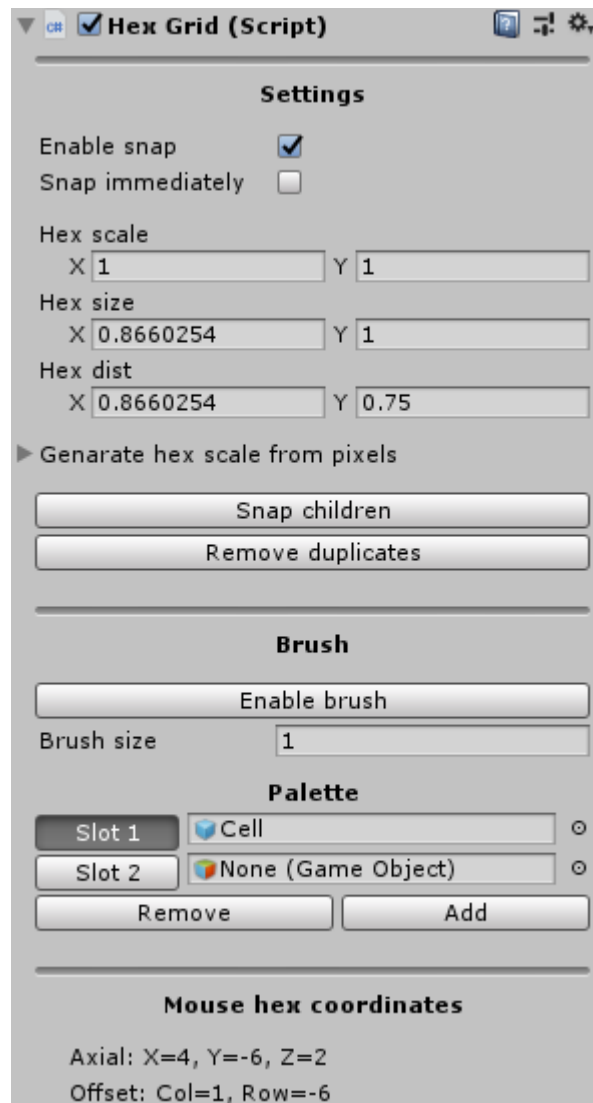 c# Hex Grid (Script)
Settings
Enable snap
Snap immediately
Hex scale
X 1 Y 1
Hex size
X 0.8660254 Y 1
Hex dist
X 0.8660254 Y 0.75
Genarate hex scale from pixels
Snap children
Remove duplicates
Brush
Enable brush
Brush size 1
Palette
Slot 1 Cell
Slot 2 None (Game Object)
Remove Add
Mouse hex coordinates
Axial: X=4, Y=-6, Z=2
Offset: Col=1, Row=-6